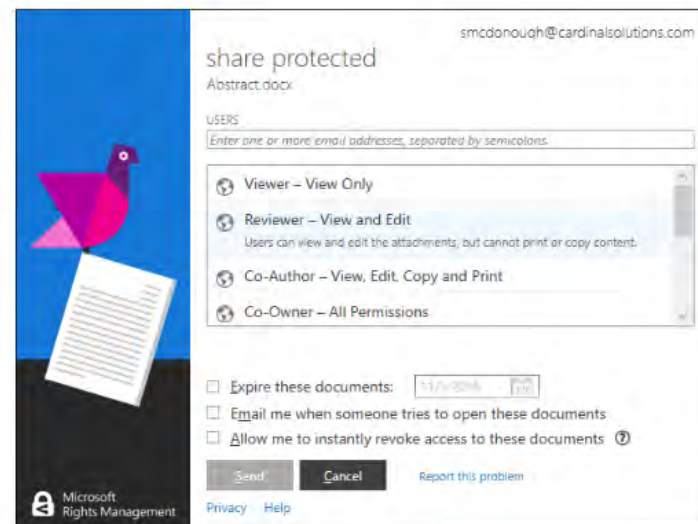 smcdonough@cardinalsolutions.com
share protected
Abstract.docx
USERS
Enter one or more email addresses, separated by semicolons.
Viewer – View Only
Reviewer – View and Edit
Users can view and edit the attachments, but cannot print or copy content.
Co-Author – View, Edit, Copy and Print
Co-Owner – All Permissions
Expire these documents:
Email me when someone tries to open these documents
Allow me to instantly revoke access to these documents ?
Send Cancel Report this problem
Privacy Help
Microsoft
Rights Management